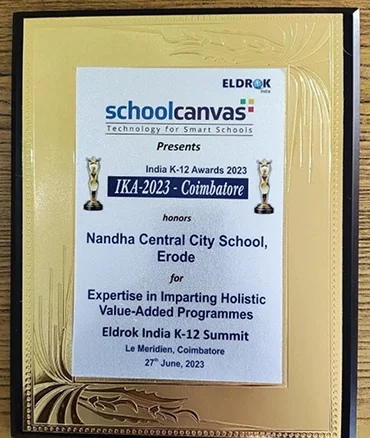 ELDROK
India
schoolcanvas
Technology for Smart Schools
Presents
India K-12 Awards 2023
IKA-2023 - Coimbatore
honors
Nandha Central City School,
Erode
for
Expertise in Imparting Holistic
Value-Added Programmes
Eldrok India K-12 Summit
Le Meridien, Coimbatore
27th June, 2023